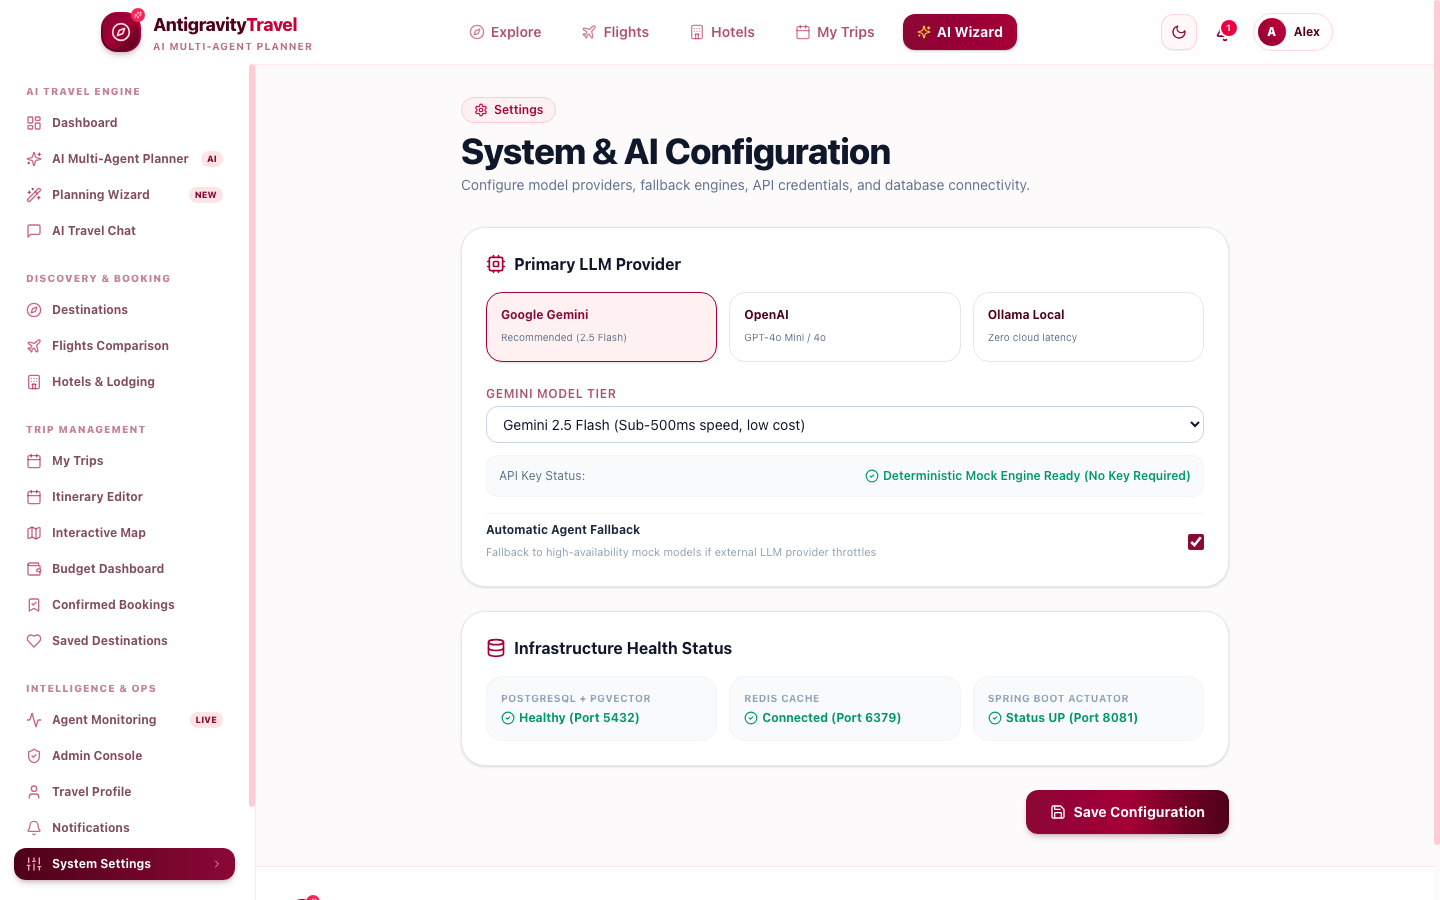 AntigravityTravel
AI MULTI-AGENT PLANNER
Explore
Flights
Hotels
My Trips
AI Wizard
1
A
Alex
AI TRAVEL ENGINE
Dashboard
AI Multi-Agent Planner AI
Planning Wizard NEW
AI Travel Chat
DISCOVERY & BOOKING
Destinations
Flights Comparison
Hotels & Lodging
TRIP MANAGEMENT
My Trips
Itinerary Editor
Interactive Map
Budget Dashboard
Confirmed Bookings
Saved Destinations
INTELLIGENCE & OPS
Agent Monitoring LIVE
Admin Console
Travel Profile
Notifications
System Settings
Settings
System & AI Configuration
Configure model providers, fallback engines, API credentials, and database connectivity.
Primary LLM Provider
Google Gemini
Recommended (2.5 Flash)
OpenAI
GPT-4o Mini / 4o
Ollama Local
Zero cloud latency
GEMINI MODEL TIER
Gemini 2.5 Flash (Sub-500ms speed, low cost)
API Key Status:
Deterministic Mock Engine Ready (No Key Required)
Automatic Agent Fallback
Fallback to high-availability mock models if external LLM provider throttles
Infrastructure Health Status
POSTGRESQL + PGVECTOR
Healthy (Port 5432)
REDIS CACHE
Connected (Port 6379)
SPRING BOOT ACTUATOR
Status UP (Port 8081)
Save Configuration